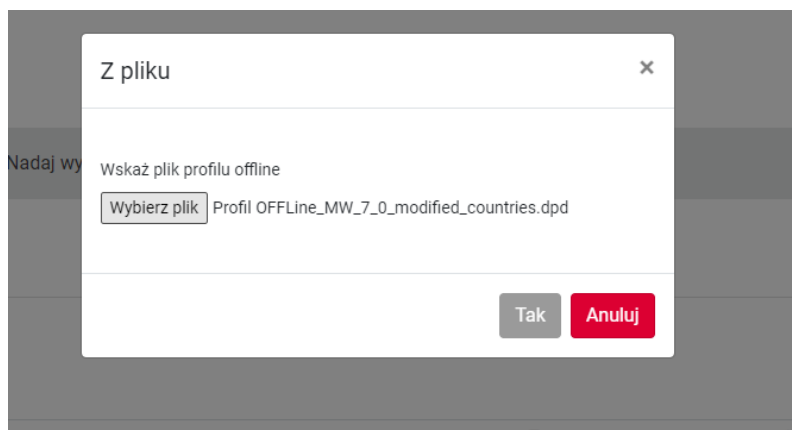 Z pliku ×
Nadaj wy
Wskaż plik profilu offline
Wybierz plik Profil OFFLine_MW_7_0_modified_countries.dpd
Tak Anuluj